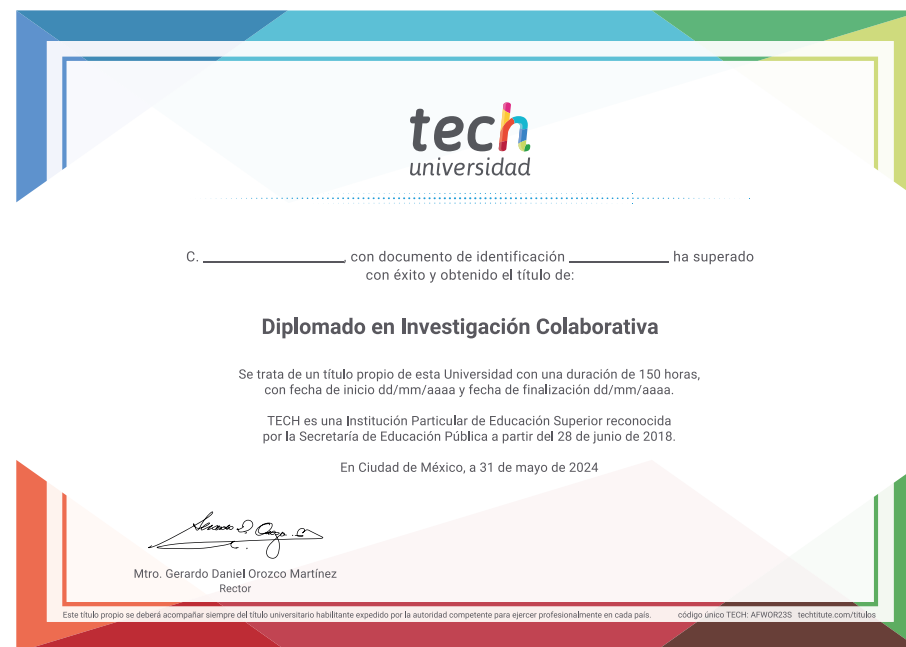 tech
universidad
C. ____________________, con documento de identificación ______________ ha superado
con éxito y obtenido el título de:
Diplomado en Investigación Colaborativa
Se trata de un título propio de esta Universidad con una duración de 150 horas,
con fecha de inicio dd/mm/aaaa y fecha de finalización dd/mm/aaaa.
TECH es una Institución Particular de Educación Superior reconocida
por la Secretaría de Educación Pública a partir del 28 de junio de 2018.
En Ciudad de México, a 31 de mayo de 2024
Mtro. Gerardo Daniel Orozco Martínez
Rector
Este título propio se deberá acompañar siempre del título universitario habilitante expedido por la autoridad competente para ejercer profesionalmente en cada país. código único TECH: AFWOR23S techtitute.com/titulos